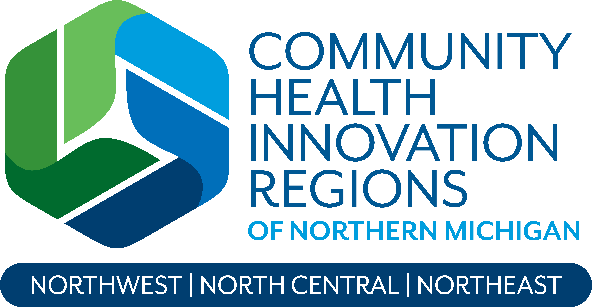 COMMUNITY
HEALTH
INNOVATION
REGIONS
OF NORTHERN MICHIGAN
NORTHWEST | NORTH CENTRAL | NORTHEAST